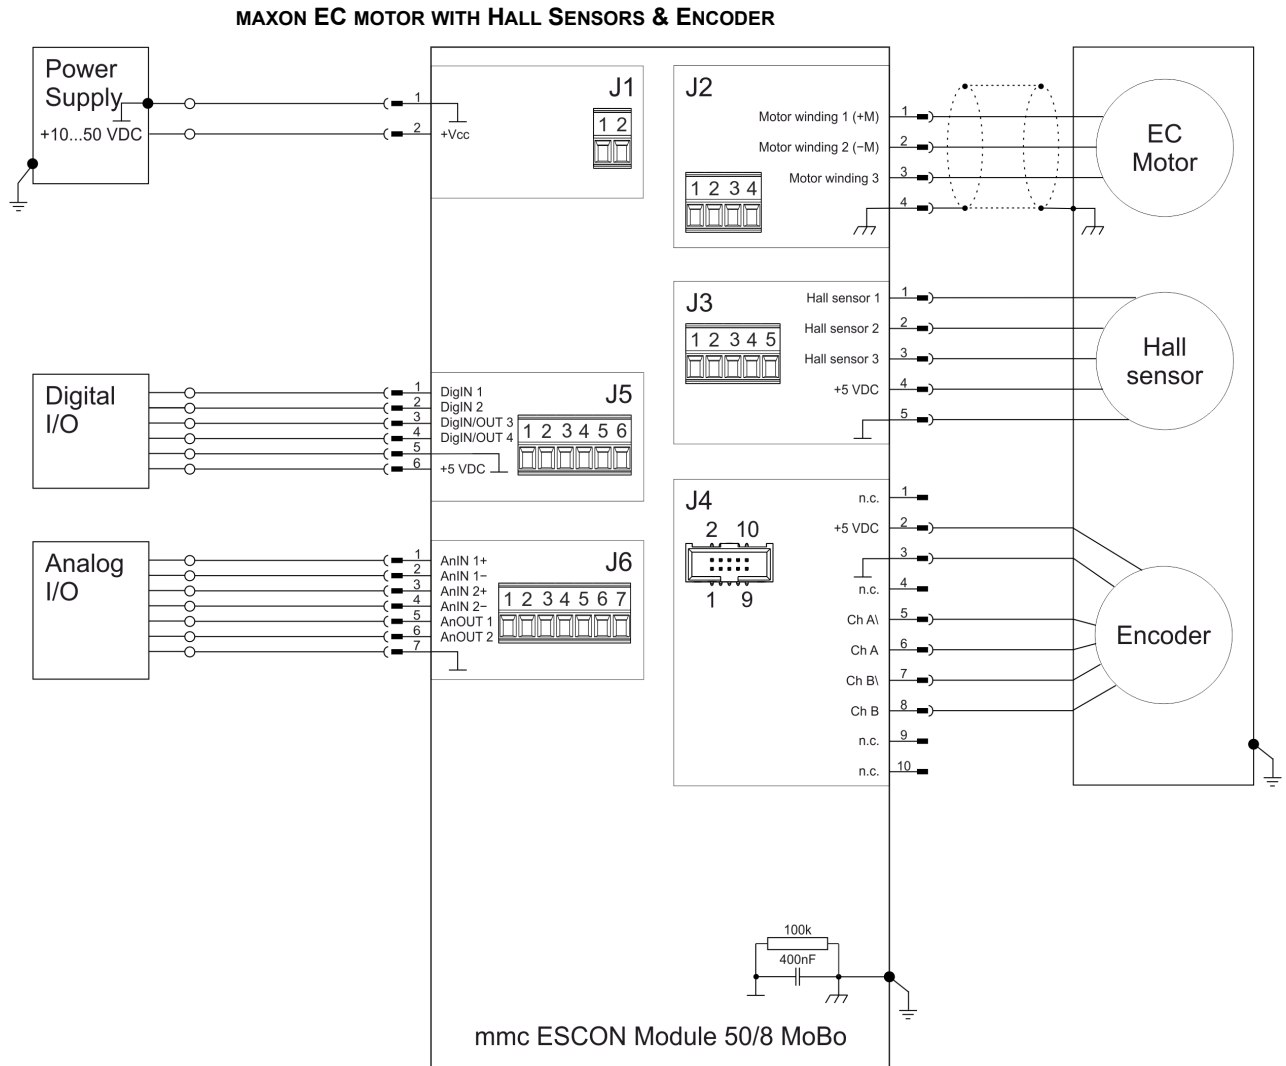 MAXON EC MOTOR WITH HALL SENSORS & ENCODER
Power
Supply
+10...50 VDC
1
2
+Vcc
J1
1 2
J2
Motor winding 1 (+M)
Motor winding 2 (−M)
Motor winding 3
1 2 3 4
1
2
3
4
EC
Motor
J3
Hall sensor 1
Hall sensor 2
Hall sensor 3
+5 VDC
1 2 3 4 5
1
2
3
4
5
Hall
sensor
Digital
I/O
1
2
3
4
5
6
DigIN 1
DigIN 2
DigIN/OUT 3
DigIN/OUT 4
+5 VDC
J5
1 2 3 4 5 6
J4
2 10
1 9
n.c.
+5 VDC
n.c.
Ch A\
Ch A
Ch B\
Ch B
n.c.
n.c.
1
2
3
4
5
6
7
8
9
10
Encoder
Analog
I/O
1
2
3
4
5
6
7
AnIN 1+
AnIN 1−
AnIN 2+
AnIN 2−
AnOUT 1
AnOUT 2
J6
1 2 3 4 5 6 7
100k
400nF
mmc ESCON Module 50/8 MoBo